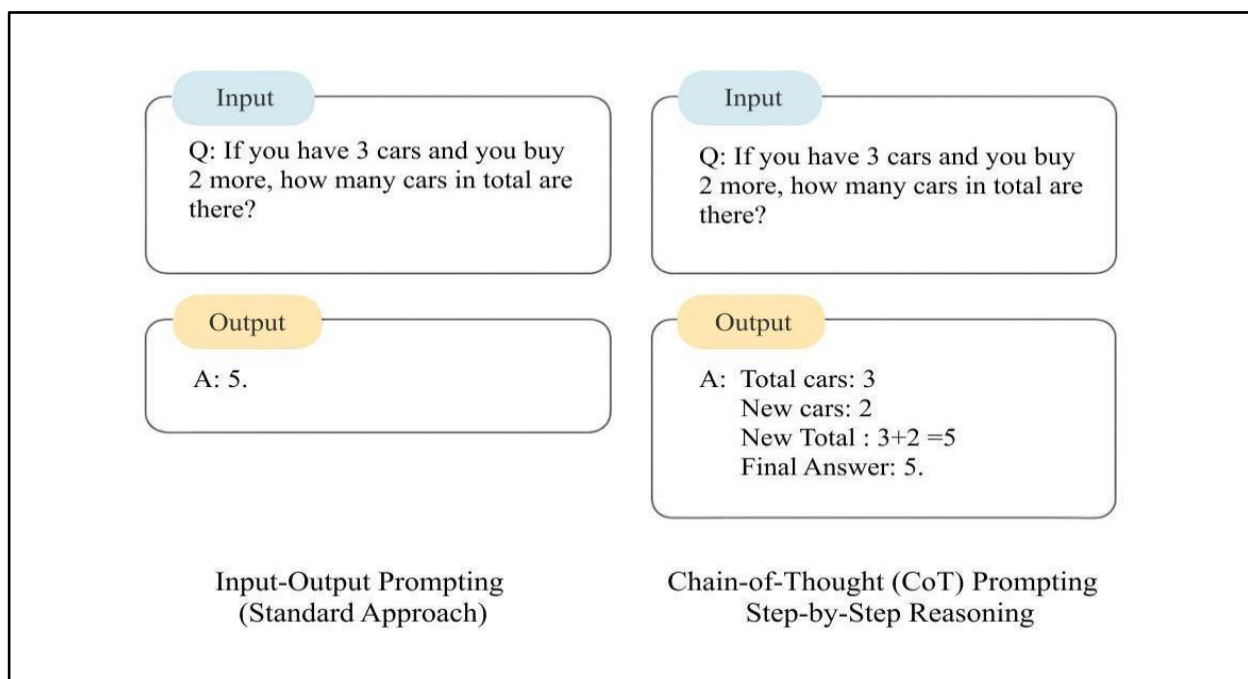 Input
Q: If you have 3 cars and you buy
2 more, how many cars in total are
there?
Output
A: 5.
Input-Output Prompting
(Standard Approach)
Input
Q: If you have 3 cars and you buy
2 more, how many cars in total are
there?
Output
A: Total cars: 3
New cars: 2
New Total : 3+2 =5
Final Answer: 5.
Chain-of-Thought (CoT) Prompting
Step-by-Step Reasoning